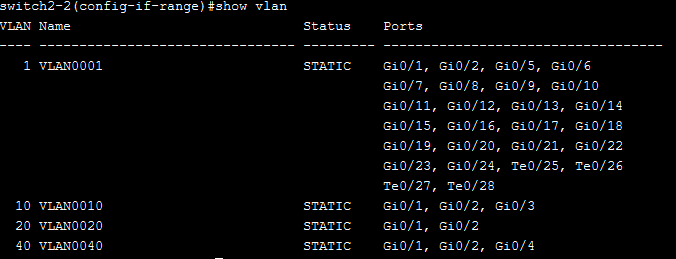 switch2-2(config-if-range)#show vlan
VLAN Name                             Status    Ports
---- -------------------------------- --------- -----------------------------------
   1 VLAN0001                         STATIC    Gi0/1, Gi0/2, Gi0/5, Gi0/6
                                                Gi0/7, Gi0/8, Gi0/9, Gi0/10
                                                Gi0/11, Gi0/12, Gi0/13, Gi0/14
                                                Gi0/15, Gi0/16, Gi0/17, Gi0/18
                                                Gi0/19, Gi0/20, Gi0/21, Gi0/22
                                                Gi0/23, Gi0/24, Te0/25, Te0/26
                                                Te0/27, Te0/28
  10 VLAN0010                         STATIC    Gi0/1, Gi0/2, Gi0/3
  20 VLAN0020                         STATIC    Gi0/1, Gi0/2
  40 VLAN0040                         STATIC    Gi0/1, Gi0/2, Gi0/4